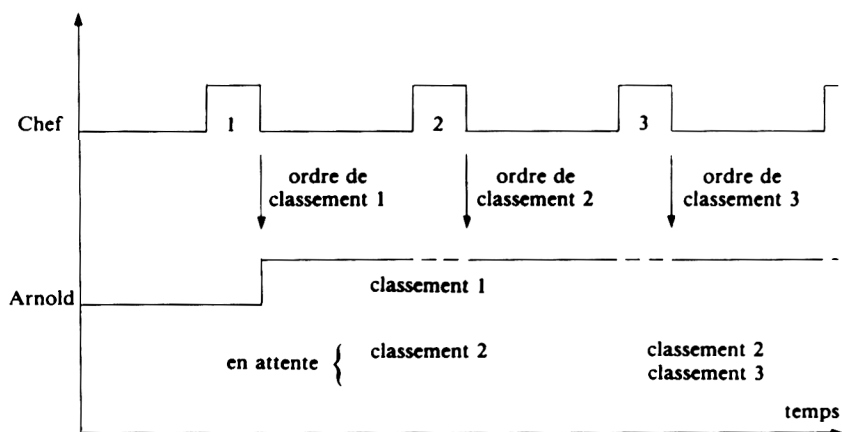 Chef
1
2
3
ordre de
classement 1
ordre de
classement 2
ordre de
classement 3
Arnold
classement 1
en attente
classement 2
classement 2
classement 3
temps